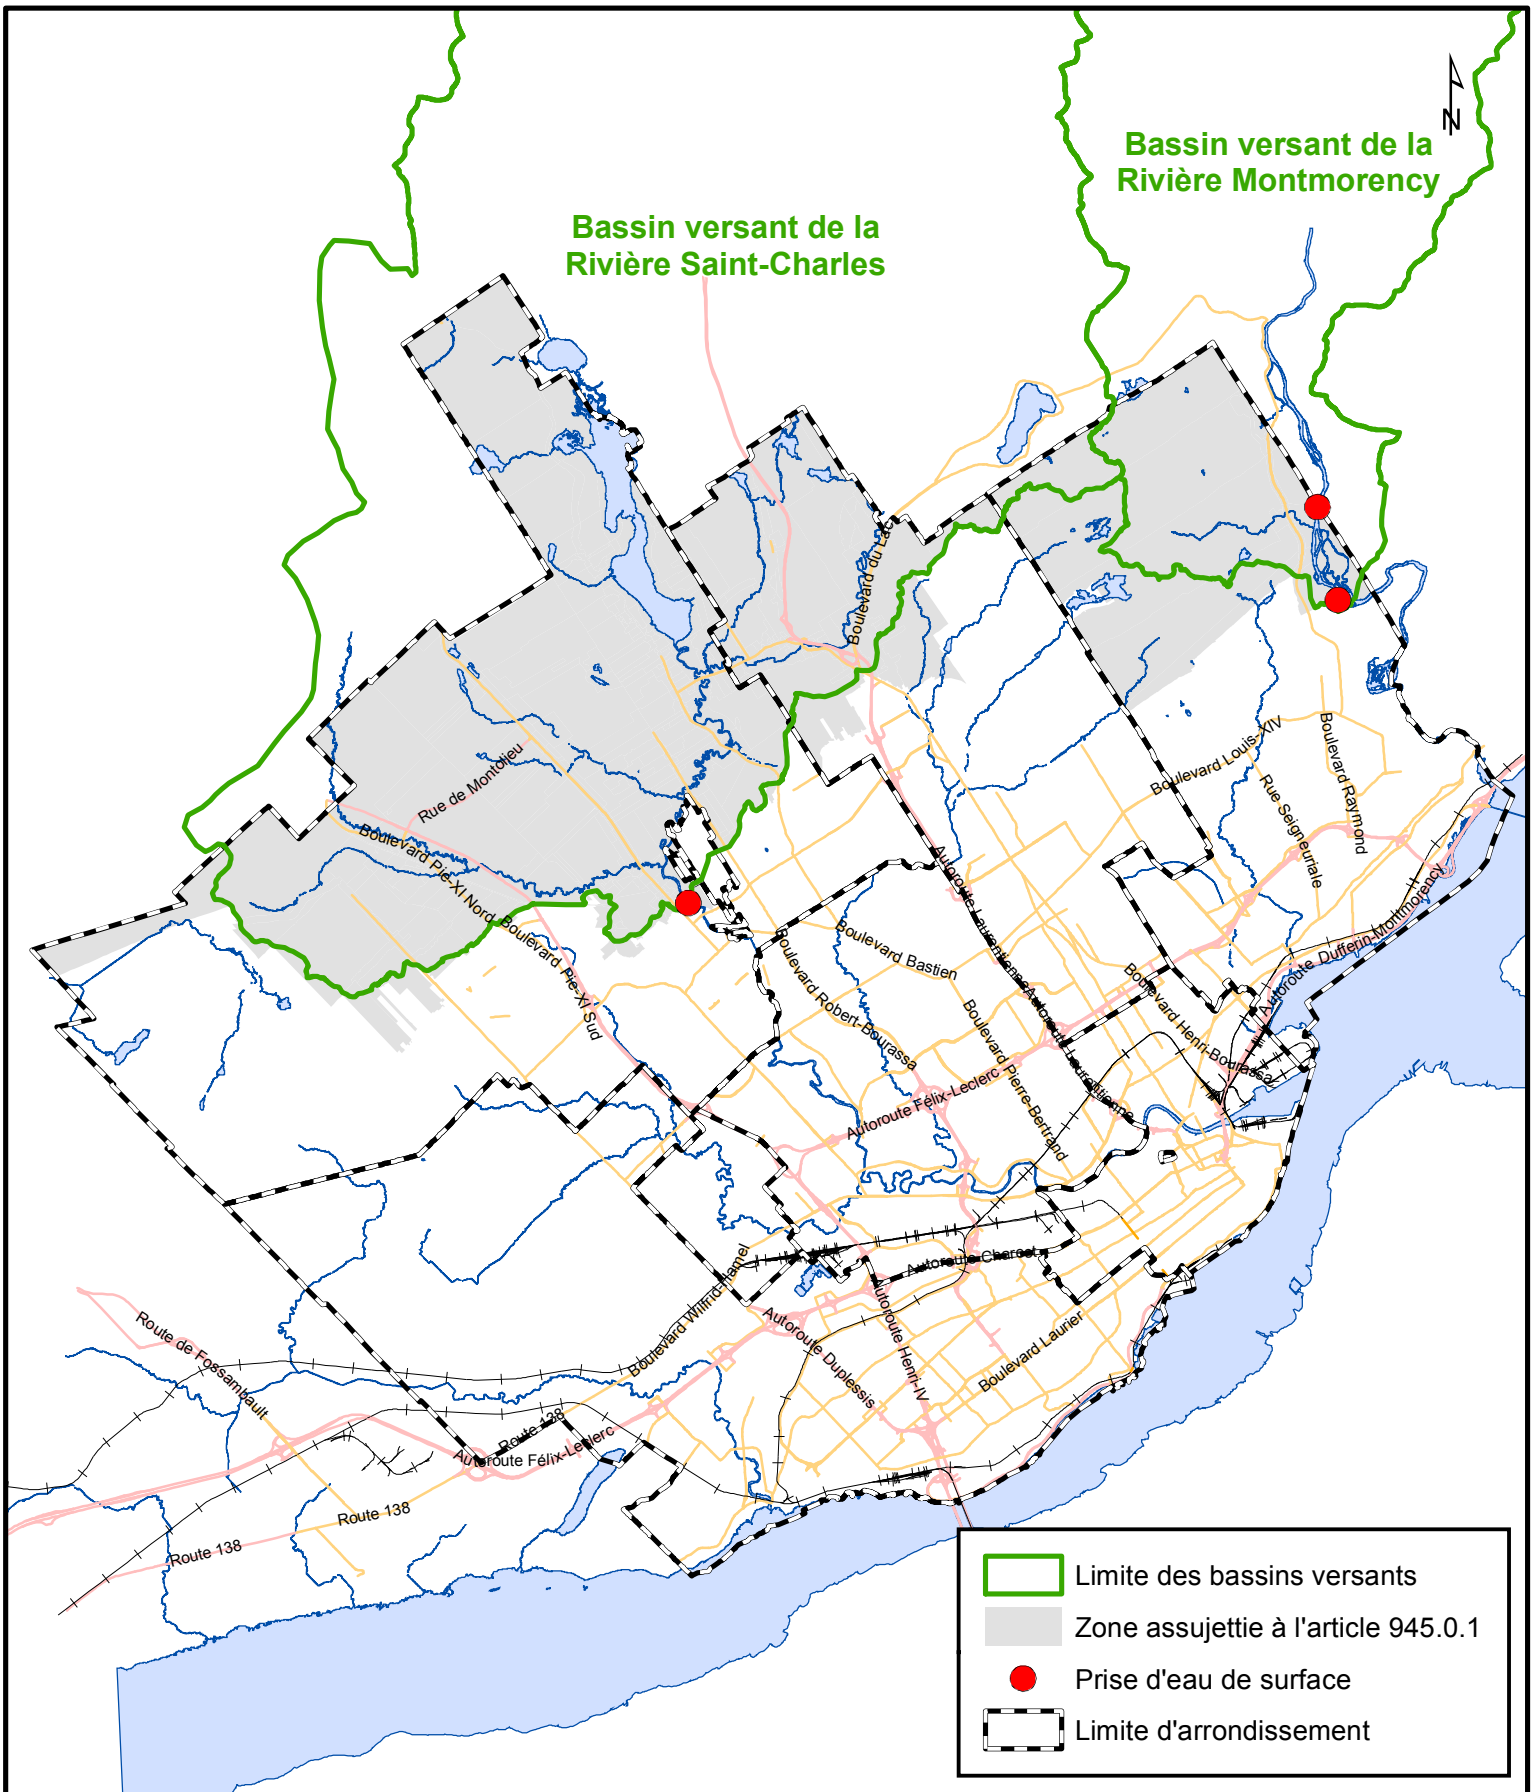 N
Bassin versant de la
Rivière Montmorency
Bassin versant de la
Rivière Saint-Charles
Boulevard du Lac
Rue de Montolieu
Boulevard Louis-XIV
Boulevard Raymond
Rue Seigneuriale
Boulevard Pie-XI Nord
Boulevard Pie-XI Sud
Autoroute Laurentienne
Autoroute Laurentienne
Boulevard Bastien
Boulevard Robert-Bourassa
Boulevard Pierre-Bertrand
Boulevard Henri-Bourassa
Autoroute Dufferin-Montmorency
Autoroute Félix-Leclerc
Autoroute Charest
Boulevard Wilfrid-Hamel
Autoroute Duplessis
Autoroute Henri-IV
Boulevard Laurier
Route de Fossambault
Route 138
Autoroute Félix-Leclerc
Route 138
Route 138
Limite des bassins versants
Zone assujettie à l'article 945.0.1
Prise d'eau de surface
Limite d'arrondissement